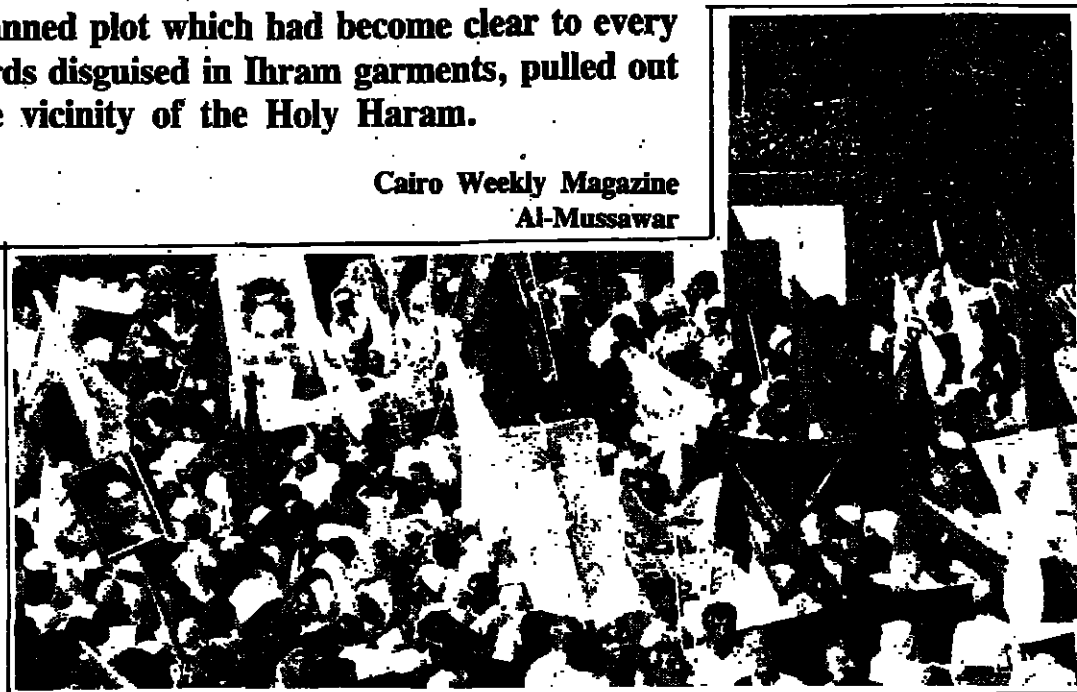 anned plot which had become clear to every
rds disguised in Ihram garments, pulled out
e vicinity of the Holy Haram.
Cairo Weekly Magazine
Al-Mussawar